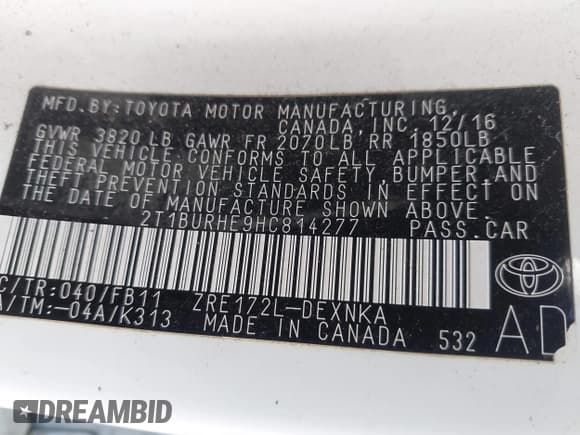 MFD.BY:TOYOTA MOTOR MANUFACTURING,
CANADA, INC. 12/16
GVWR 3820 LB GAWR FR 2070LB RR 1850LB
THIS VEHICLE CONFORMS TO ALL APPLICABLE
FEDERAL MOTOR VEHICLE SAFETY BUMPER AND
THEFT PREVENTION STANDARDS IN EFFECT ON
THE DATE OF MANUFACTURE SHOWN ABOVE.
2T1BURHE9HC814277 PASS.CAR
C/TR:040/FB11 ZRE172L-DEXNKA
A/TM:-04A/K313 MADE IN CANADA 532
TOYOTA
AD
DREAMBID